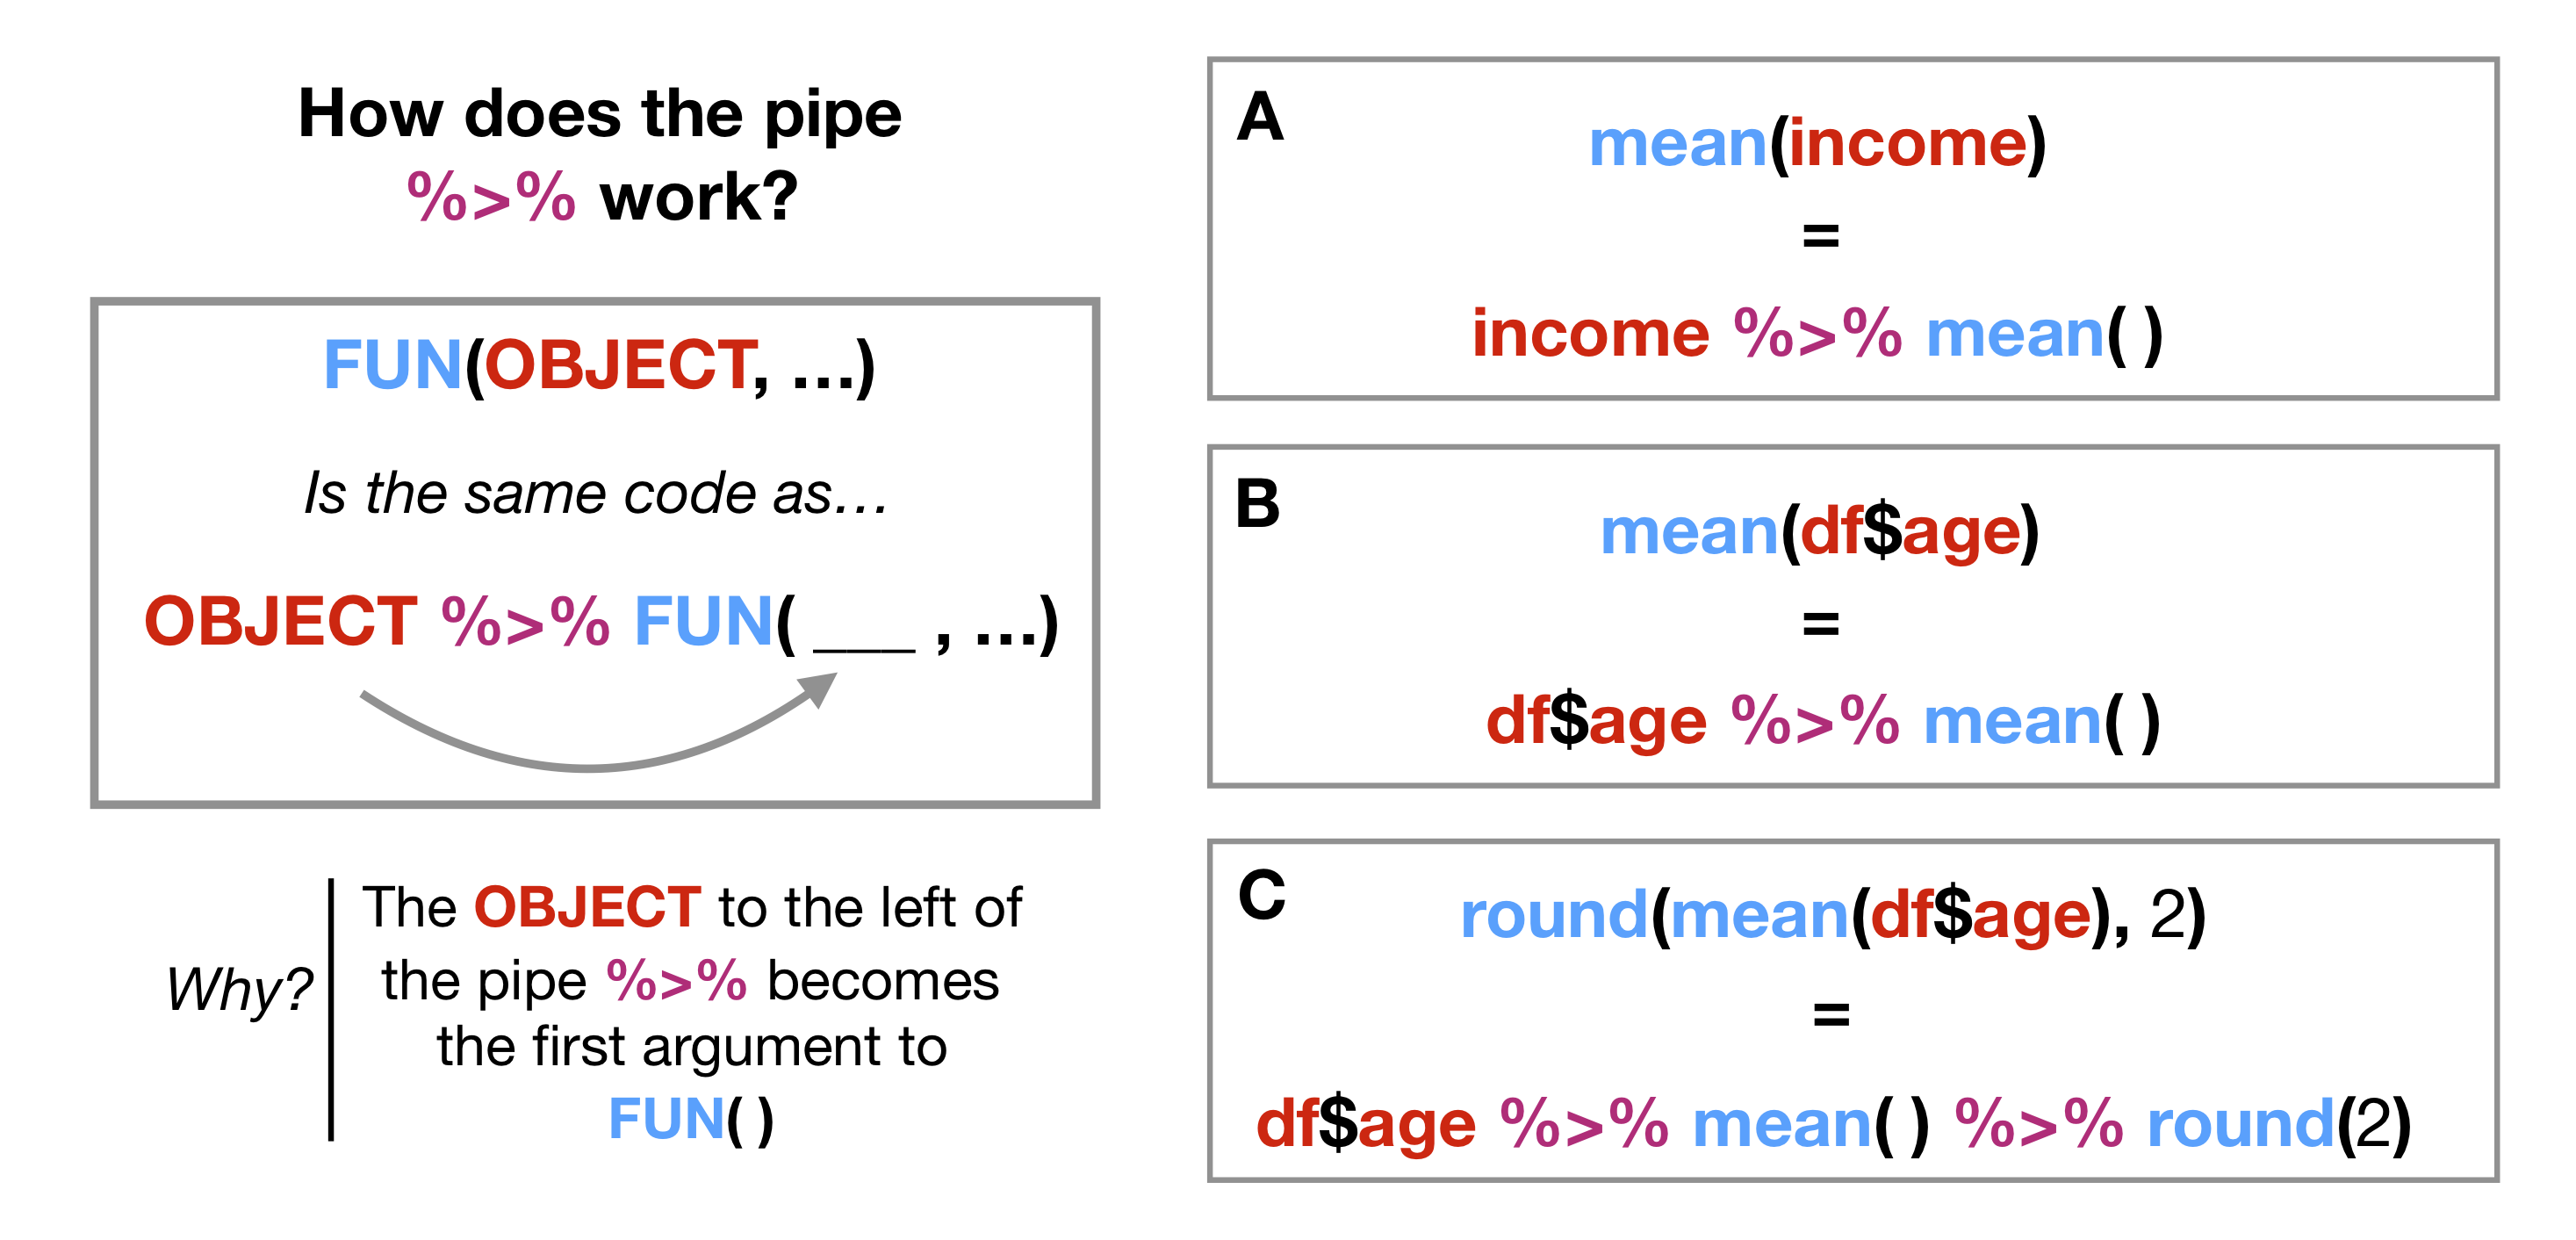 How does the pipe
%>% work?
FUN(OBJECT, …)
Is the same code as…
OBJECT %>% FUN( ___ , …)
Why?
The OBJECT to the left of
the pipe %>% becomes
the first argument to
FUN( )
A
mean(income)
=
income %>% mean( )
B
mean(df$age)
=
df$age %>% mean( )
C
round(mean(df$age), 2)
=
df$age %>% mean( ) %>% round(2)